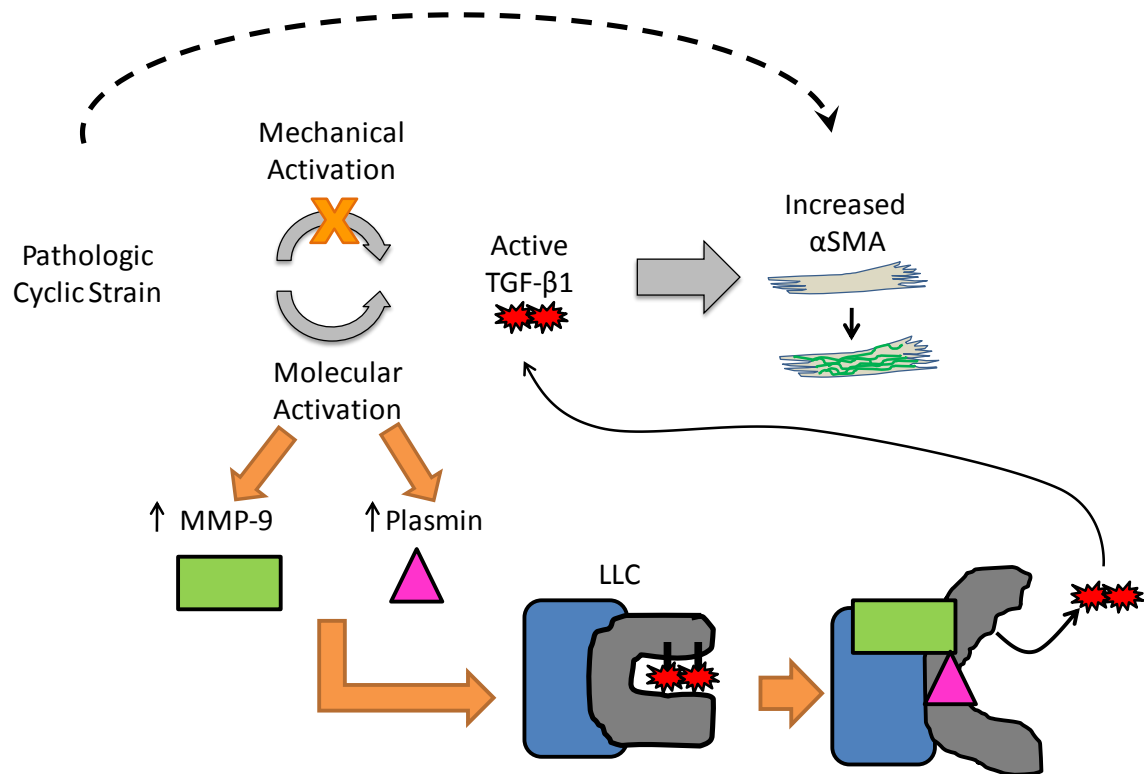 Mechanical
Activation
X
Pathologic
Cyclic Strain
Active
TGF-β1
Increased
αSMA
Molecular
Activation
↑ MMP-9
↑ Plasmin
LLC